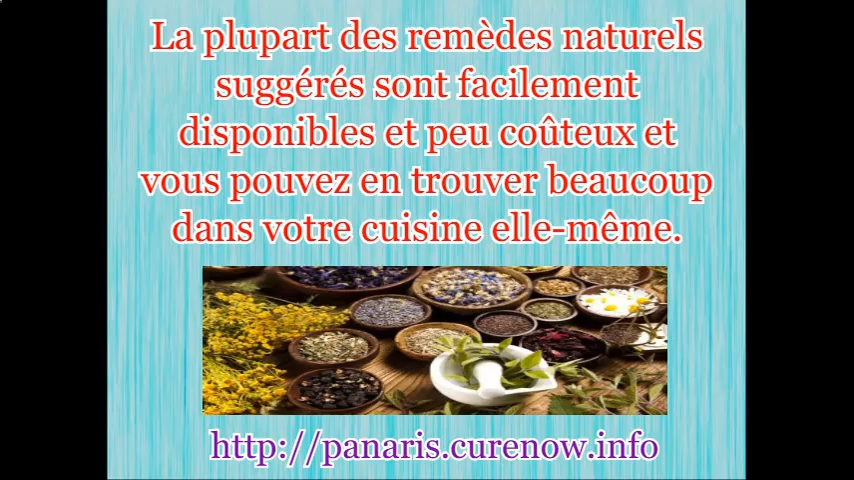 La plupart des remèdes naturels
suggérés sont facilement
disponibles et peu coûteux et
vous pouvez en trouver beaucoup
dans votre cuisine elle-même.
http://panaris.curenow.info